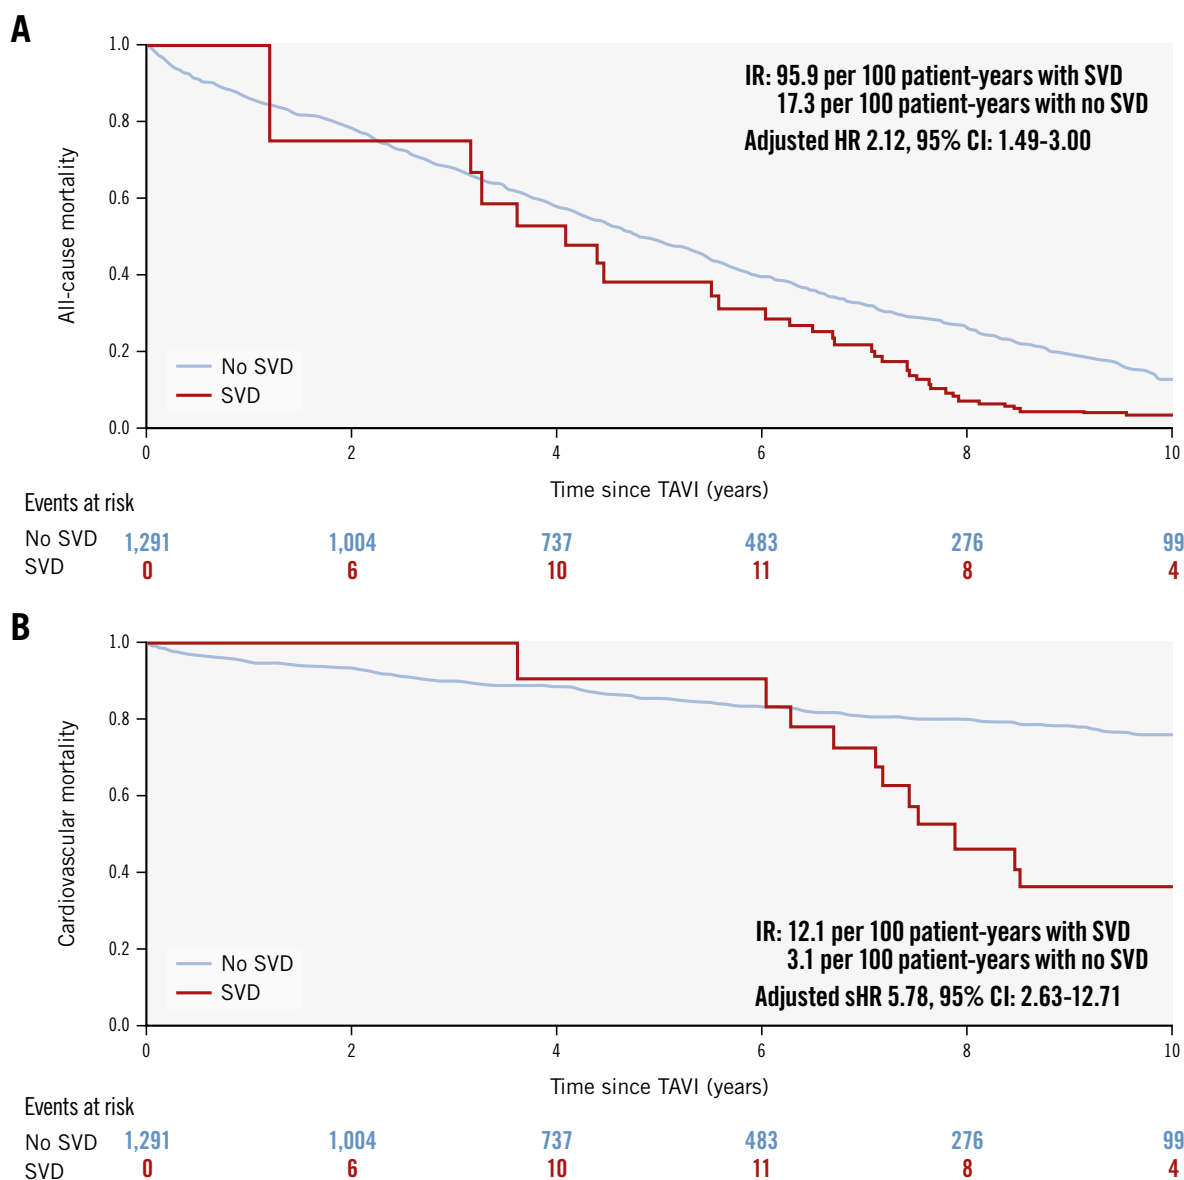 A
1.0
0.8
0.6
0.4
0.2
0.0
All-cause mortality
IR: 95.9 per 100 patient-years with SVD
17.3 per 100 patient-years with no SVD
Adjusted HR 2.12, 95% CI: 1.49-3.00
No SVD
SVD
0 2 4 6 8 10
Time since TAVI (years)
Events at risk
No SVD 1,291 1,004 737 483 276 99
SVD 0 6 10 11 8 4
B
1.0
0.8
0.6
0.4
0.2
0.0
Cardiovascular mortality
No SVD
SVD
IR: 12.1 per 100 patient-years with SVD
3.1 per 100 patient-years with no SVD
Adjusted sHR 5.78, 95% CI: 2.63-12.71
0 2 4 6 8 10
Time since TAVI (years)
Events at risk
No SVD 1,291 1,004 737 483 276 99
SVD 0 6 10 11 8 4